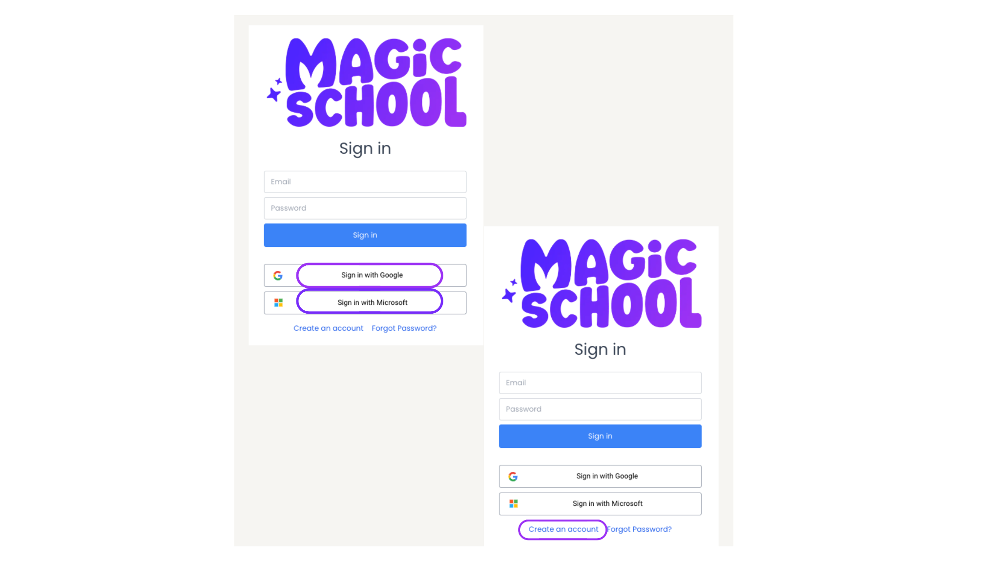 MAGiC
SCHOOL
Sign in
Email
Password
Sign in
Sign in with Google
Sign in with Microsoft
Create an account Forgot Password?
MAGiC
SCHOOL
Sign in
Email
Password
Sign in
Sign in with Google
Sign in with Microsoft
Create an account Forgot Password?